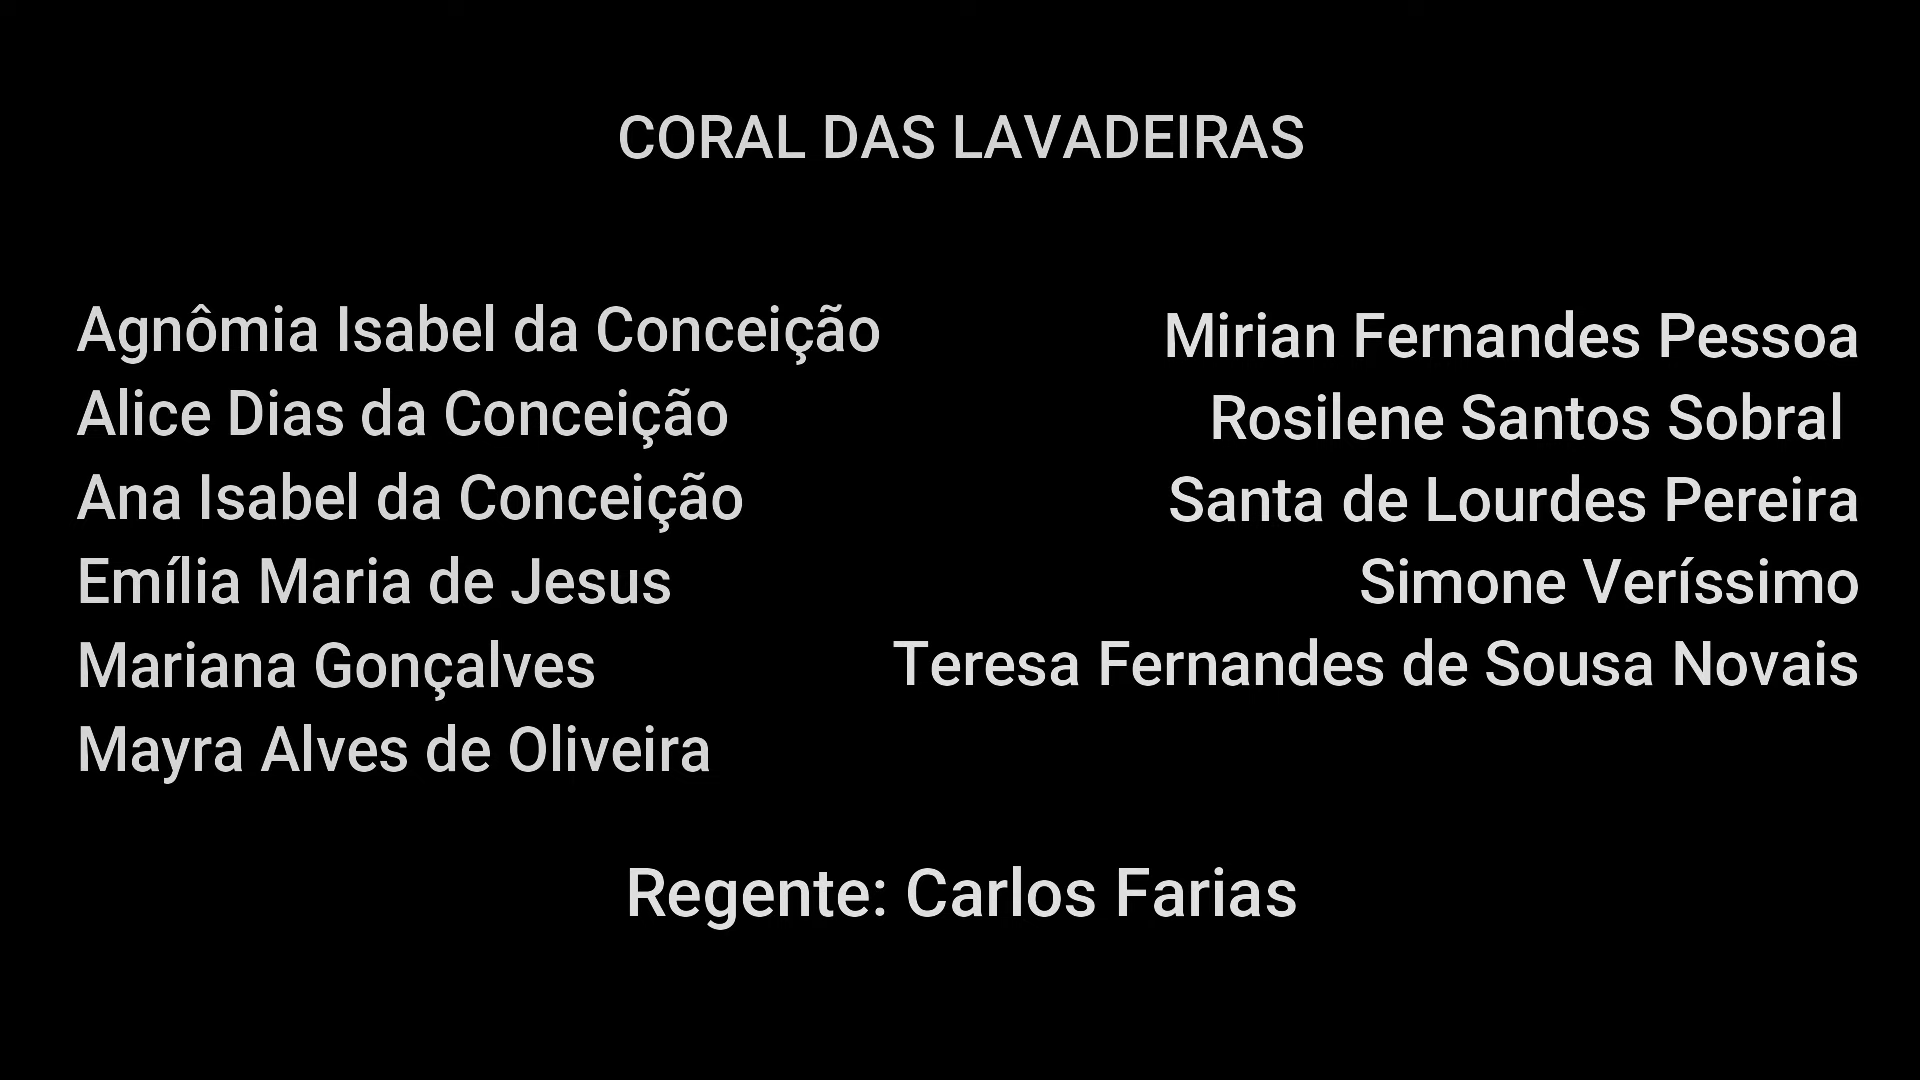 CORAL DAS LAVADEIRAS
Agnômia Isabel da Conceição
Alice Dias da Conceição
Ana Isabel da Conceição
Emília Maria de Jesus
Mariana Gonçalves
Mayra Alves de Oliveira
Mirian Fernandes Pessoa
Rosilene Santos Sobral
Santa de Lourdes Pereira
Simone Veríssimo
Teresa Fernandes de Sousa Novais
Regente: Carlos Farias